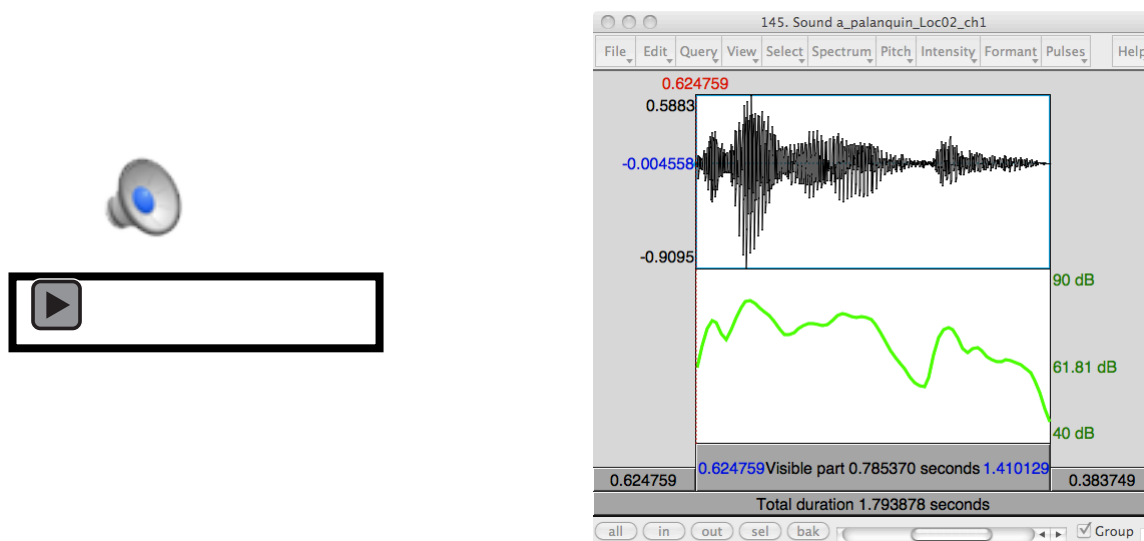 145. Sound a_palanquin_Loc02_ch1
File Edit Query View Select Spectrum Pitch Intensity Formant Pulses Help
0.624759
0.5883
-0.004558
-0.9095
90 dB
61.81 dB
40 dB
0.624759 Visible part 0.785370 seconds 1.410129
0.624759 0.383749
Total duration 1.793878 seconds
all in out sel bak Group